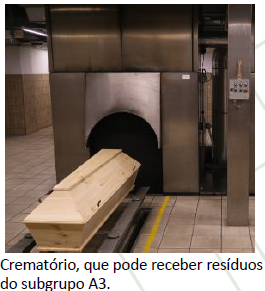 Crematório, que pode receber resíduos
do subgrupo A3.